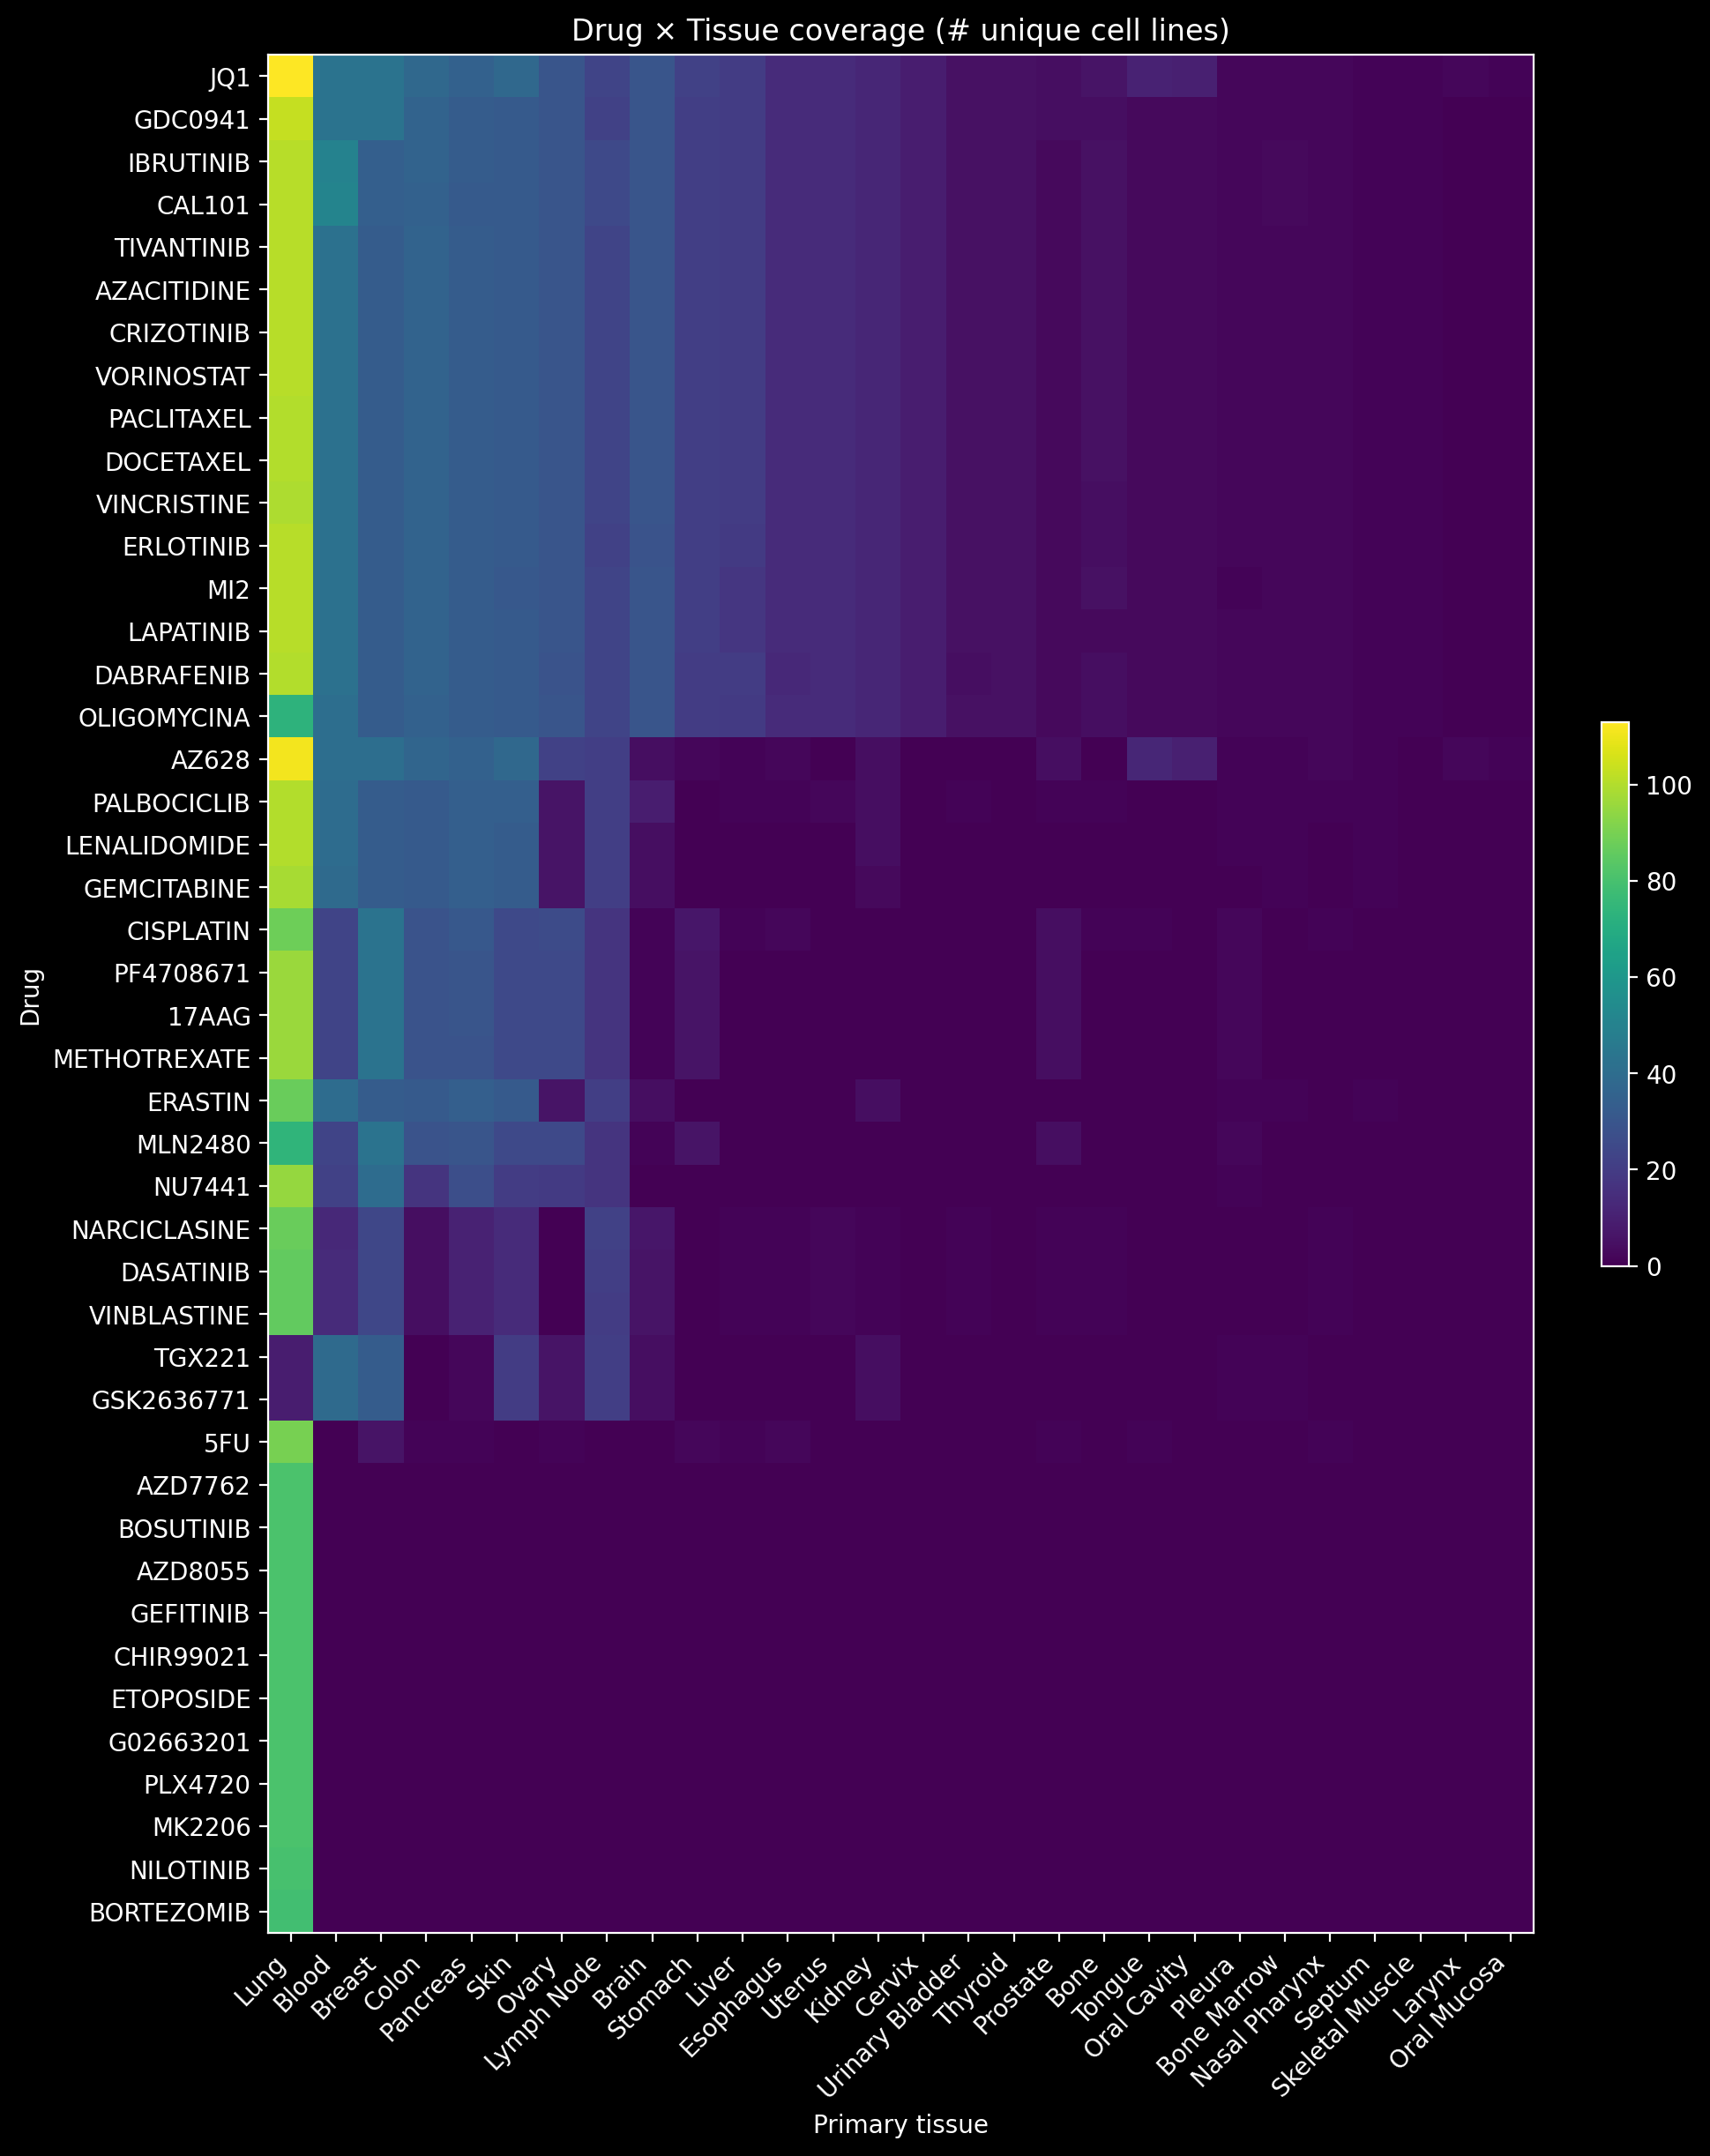 Drug × Tissue coverage (# unique cell lines)
JQ1
GDC0941
IBRUTINIB
CAL101
TIVANTINIB
AZACITIDINE
CRIZOTINIB
VORINOSTAT
PACLITAXEL
DOCETAXEL
VINCRISTINE
ERLOTINIB
MI2
LAPATINIB
DABRAFENIB
OLIGOMYCINA
AZ628
PALBOCICLIB
LENALIDOMIDE
GEMCITABINE
CISPLATIN
PF4708671
17AAG
METHOTREXATE
ERASTIN
MLN2480
NU7441
NARCICLASINE
DASATINIB
VINBLASTINE
TGX221
GSK2636771
5FU
AZD7762
BOSUTINIB
AZD8055
GEFITINIB
CHIR99021
ETOPOSIDE
G02663201
PLX4720
MK2206
NILOTINIB
BORTEZOMIB
Drug
Lung
Blood
Breast
Colon
Pancreas
Skin
Ovary
Lymph Node
Brain
Stomach
Liver
Esophagus
Uterus
Kidney
Cervix
Urinary Bladder
Thyroid
Prostate
Bone
Tongue
Oral Cavity
Pleura
Bone Marrow
Nasal Pharynx
Septum
Skeletal Muscle
Larynx
Oral Mucosa
Primary tissue
100
80
60
40
20
0